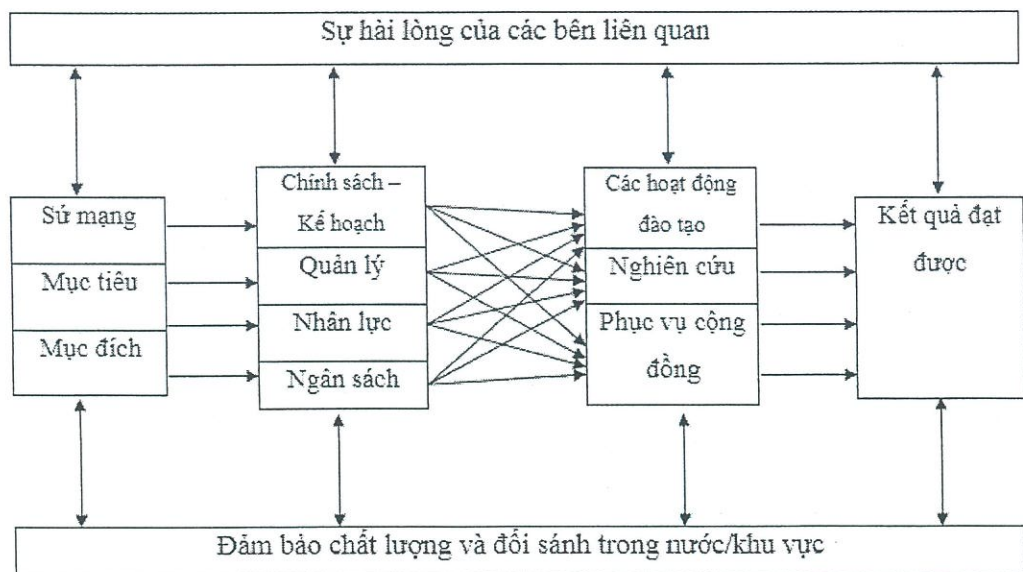 Sự hài lòng của các bên liên quan
Sứ mạng
Mục tiêu
Mục đích
Chính sách –
Kế hoạch
Quản lý
Nhân lực
Ngân sách
Các hoạt động
đào tạo
Nghiên cứu
Phục vụ cộng
đồng
Kết quả đạt
được
Đảm bảo chất lượng và đối sánh trong nước/khu vực